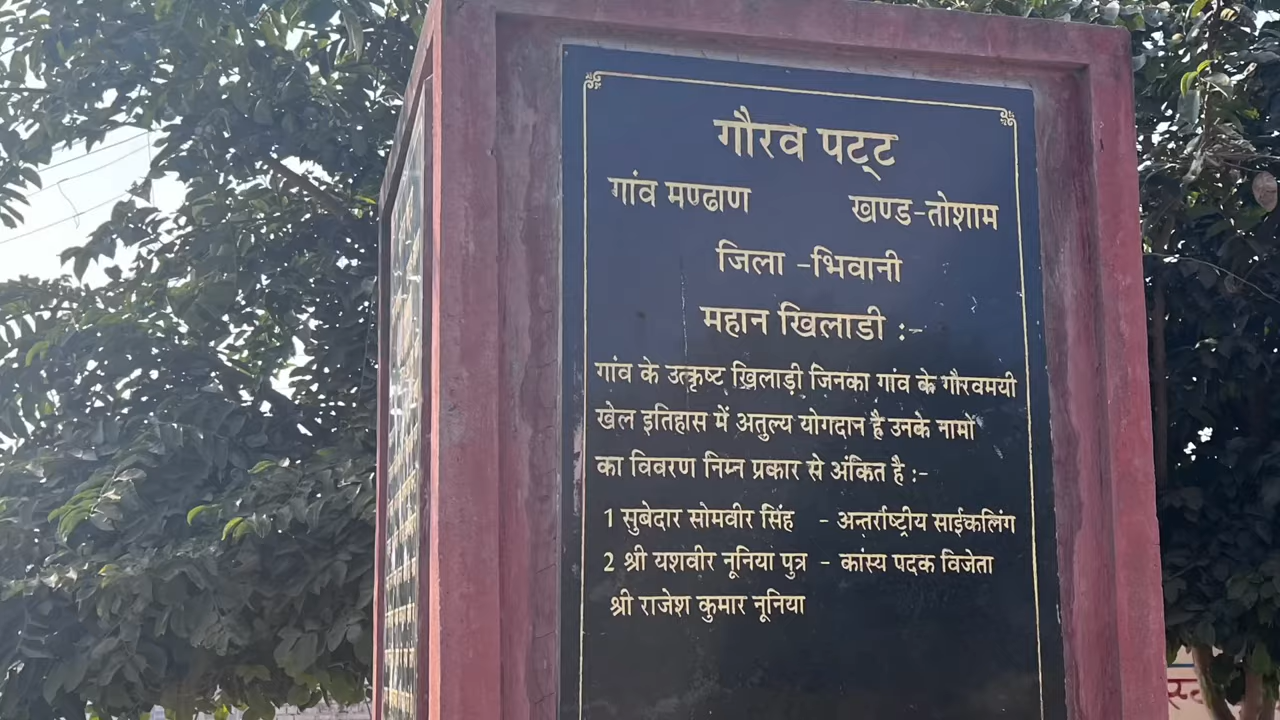 गौरव पट्ट
गांव मण्ढाण खण्ड-तोशाम
जिला -भिवानी
महान खिलाडी :-
गांव के उत्कृष्ट खिलाड़ी जिनका गांव के गौरवमयी
खेल इतिहास में अतुल्य योगदान है उनके नामों
का विवरण निम्न प्रकार से अंकित है :-
1 सुबेदार सोमवीर सिंह - अन्तर्राष्ट्रीय साईकलिंग
2 श्री यशवीर नूनिया पुत्र - कांस्य पदक विजेता
श्री राजेश कुमार नूनिया